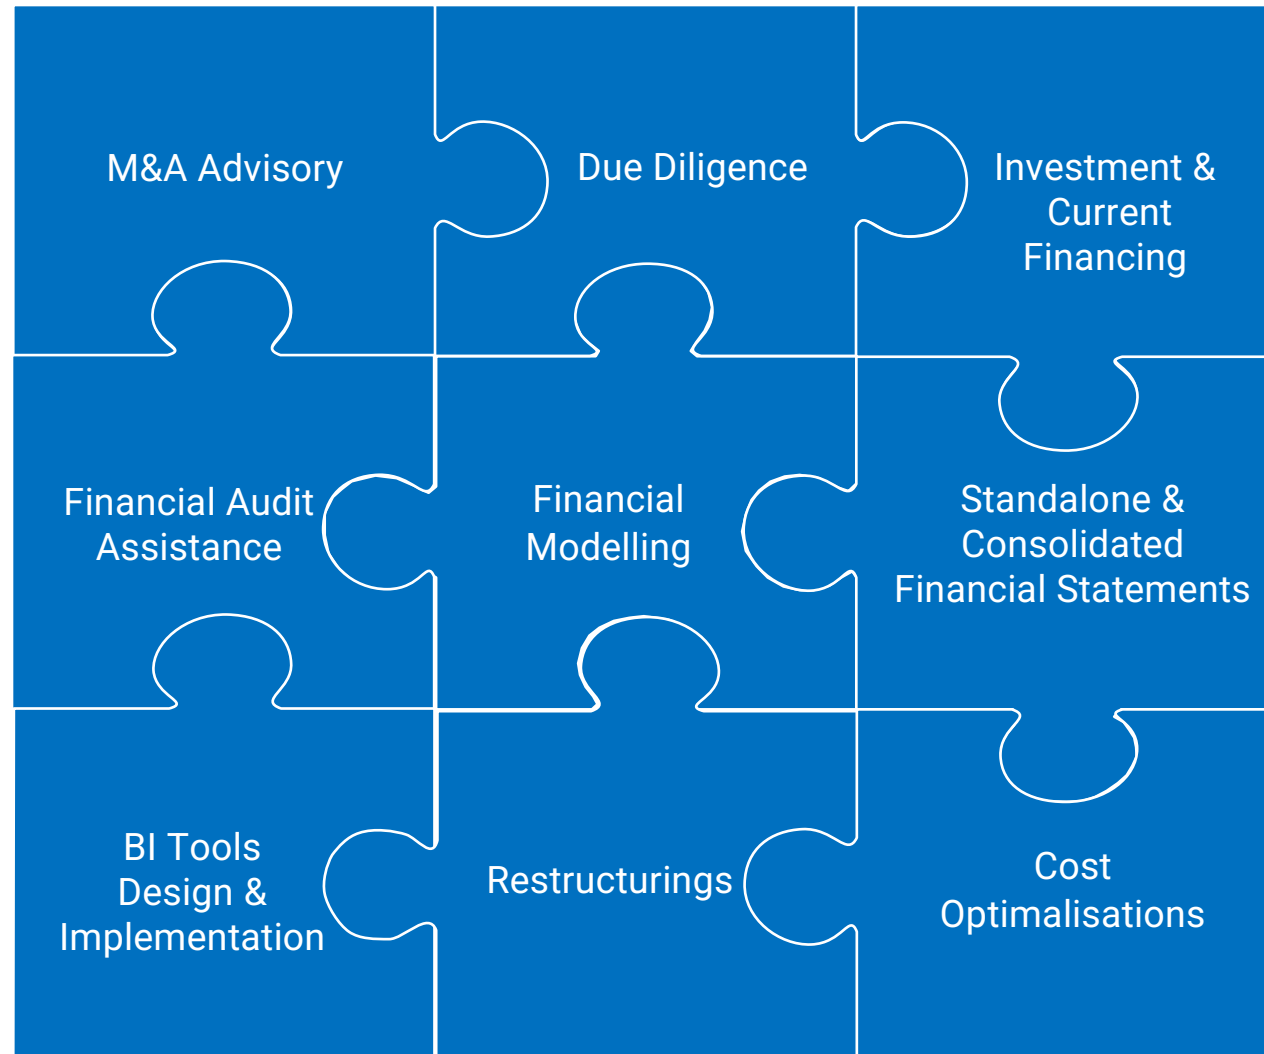 M&A Advisory
Due Diligence
Investment &
Current
Financing
Financial Audit
Assistance
Financial
Modelling
Standalone &
Consolidated
Financial Statements
BI Tools
Design &
Implementation
Restructurings
Cost
Optimalisations